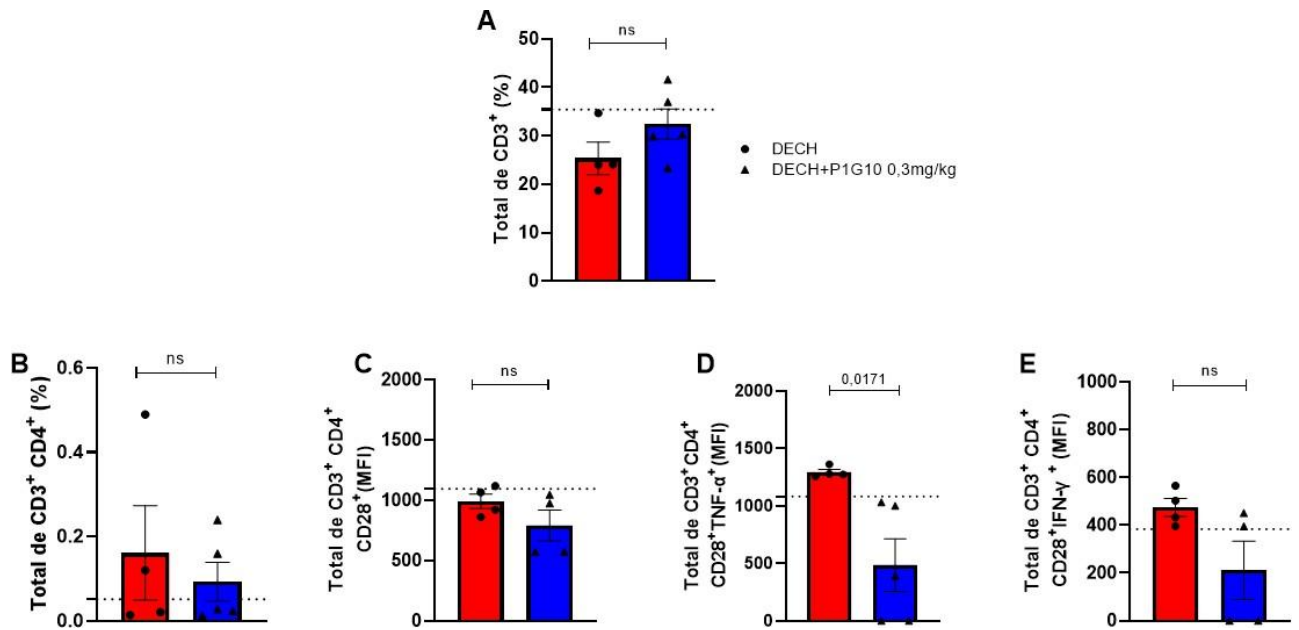 A
ns
Total de CD3⁺ (%)
50
40
30
20
10
0
● DECH
▲ DECH+P1G10 0,3mg/kg
B
ns
Total de CD3⁺ CD4⁺ (%)
0.6
0.4
0.2
0.0
C
ns
Total de CD3⁺ CD4⁺
CD28⁺(MFI)
2000
1500
1000
500
0
D
0,0171
Total de CD3⁺ CD4⁺
CD28⁺TNF-α⁺ (MFI)
2000
1500
1000
500
0
E
ns
Total de CD3⁺ CD4⁺
CD28⁺IFN-γ ⁺ (MFI)
1000
800
600
400
200
0